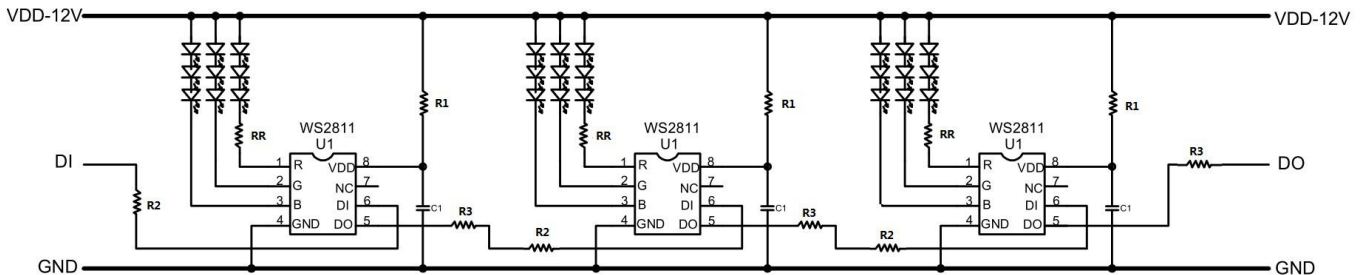 VDD-12V VDD-12V
R1 R1 R1
RR RR RR
WS2811 WS2811 WS2811
U1 U1 U1
DI 1 R VDD 8 1 R VDD 8 1 R VDD 8 R3 DO
2 G NC 7 2 G NC 7 2 G NC 7
R2 3 B DI 6 C1 3 B DI 6 C1 3 B DI 6 C1
4 GND DO 5 R3 4 GND DO 5 R3 4 GND DO 5
R2 R2
GND GND